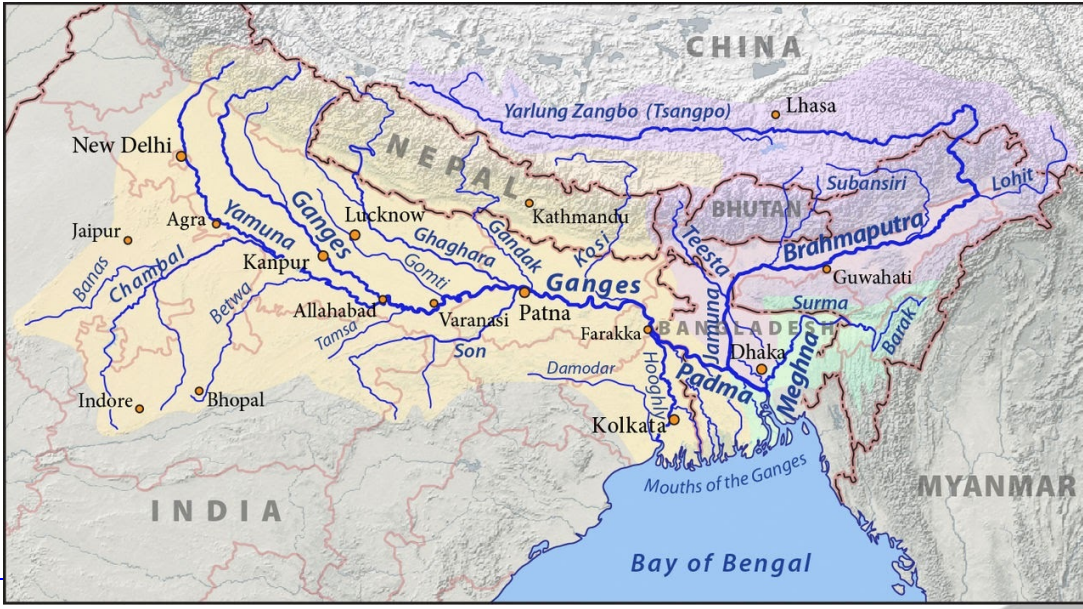 CHINA
Yarlung Zangbo (Tsangpo)
Lhasa
New Delhi
NEPAL
Subansiri
Lohit
BHUTAN
Kathmandu
Agra
Yamuna
Ganges
Lucknow
Jaipur
Ghaghara
Gandak
Kosi
Teesta
Brahmaputra
Banas
Chambal
Kanpur
Gomti
Guwahati
Betwa
Ganges
Allahabad
Varanasi
Patna
Surma
Barak
Tamsa
Son
Farakka
BANGLADESH
Jamuna
Dhaka
Meghna
Damodar
Hooghly
Padma
Indore
Bhopal
Kolkata
Mouths of the Ganges
INDIA
MYANMAR
Bay of Bengal